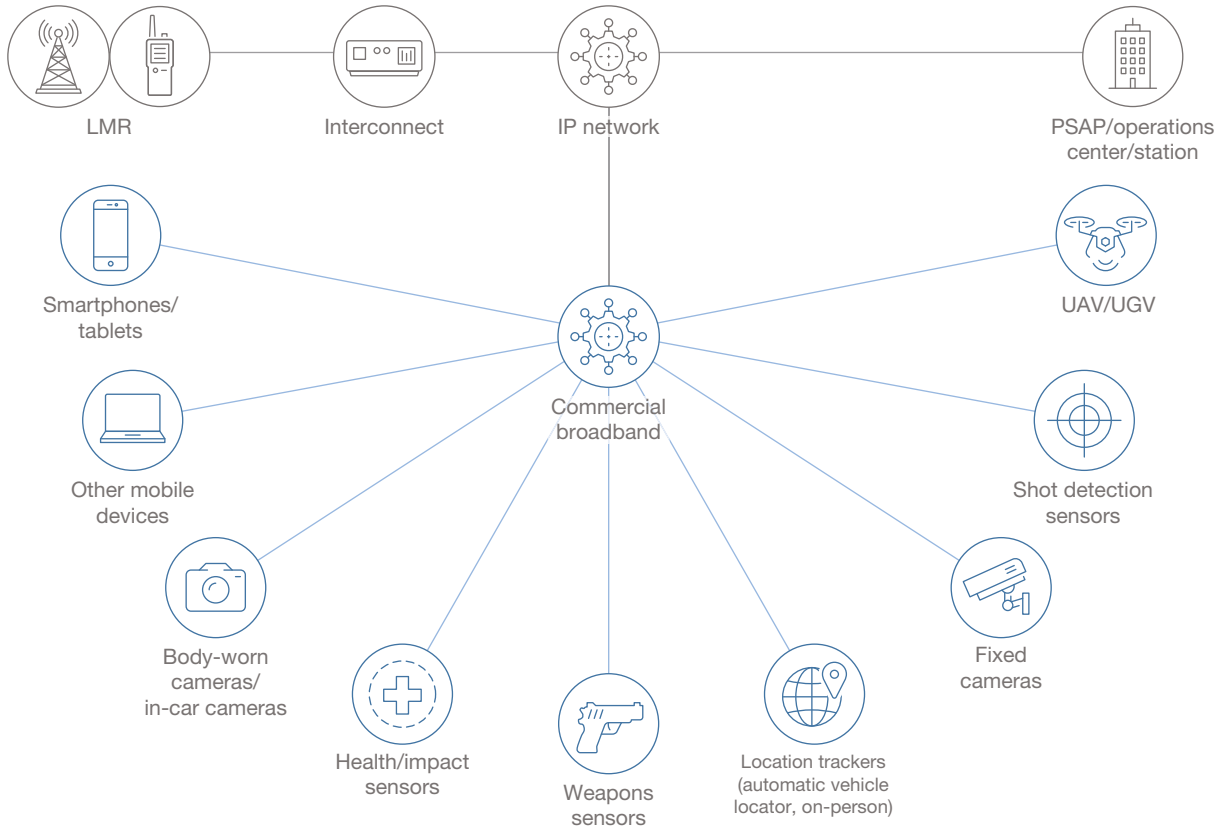 LMR
Interconnect
IP network
PSAP/operations
center/station
Smartphones/
tablets
UAV/UGV
Commercial
broadband
Other mobile
devices
Shot detection
sensors
Body-worn
cameras/
in-car cameras
Fixed
cameras
Health/impact
sensors
Weapons
sensors
Location trackers
(automatic vehicle
locator, on-person)